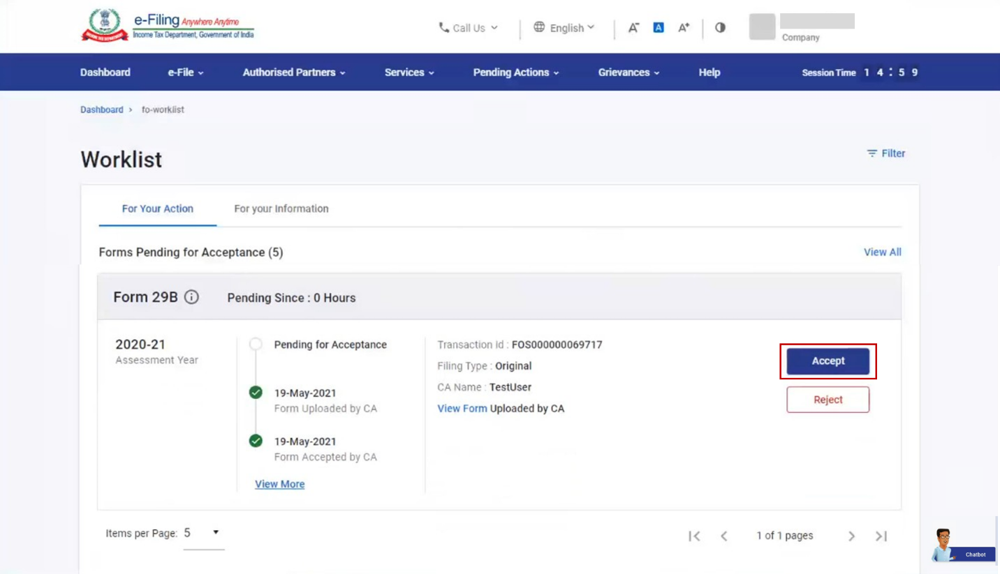 e-Filing Anywhere Anytime
Income Tax Department, Government of India
Call Us
English
A-
A
A+
Company
Dashboard
e-File
Authorised Partners
Services
Pending Actions
Grievances
Help
Session Time 1 4 : 5 9
Dashboard > fo-worklist
Worklist
Filter
For Your Action
For your Information
Forms Pending for Acceptance (5)
View All
Form 29B
Pending Since : 0 Hours
2020-21
Assessment Year
Pending for Acceptance
19-May-2021
Form Uploaded by CA
19-May-2021
Form Accepted by CA
View More
Transaction Id : FOS000000069717
Filing Type : Original
CA Name : TestUser
View Form Uploaded by CA
Accept
Reject
Items per Page: 5
1 of 1 pages
Chatbot